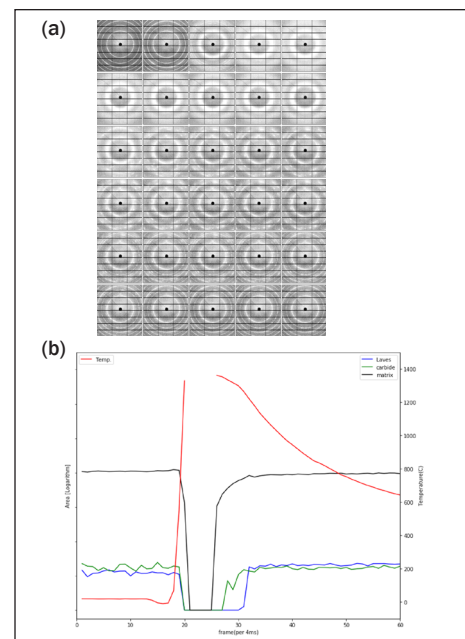 (a)
(b)
Temp
Laves
carbide
matrix
Area [Logarithm]
1400
1200
1000
800
600
400
200
0
Temperature(C)
0
10
20
30
40
50
60
frame(per 4ms)